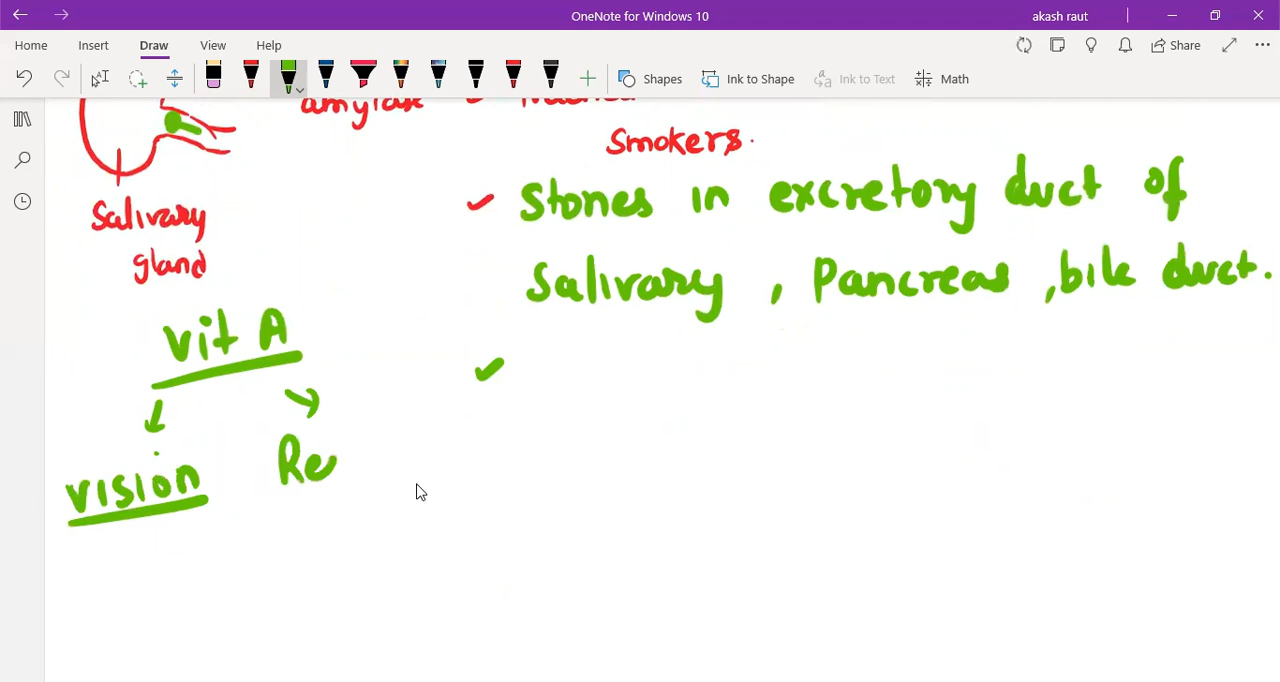 OneNote for Windows 10
akash raut
Home Insert Draw View Help
Share
Shapes Ink to Shape Ink to Text Math
amylase
smokers.
Stones in excretory duct of
Salivary, Pancreas, bile duct.
Salivary
gland
vit A
vision Re